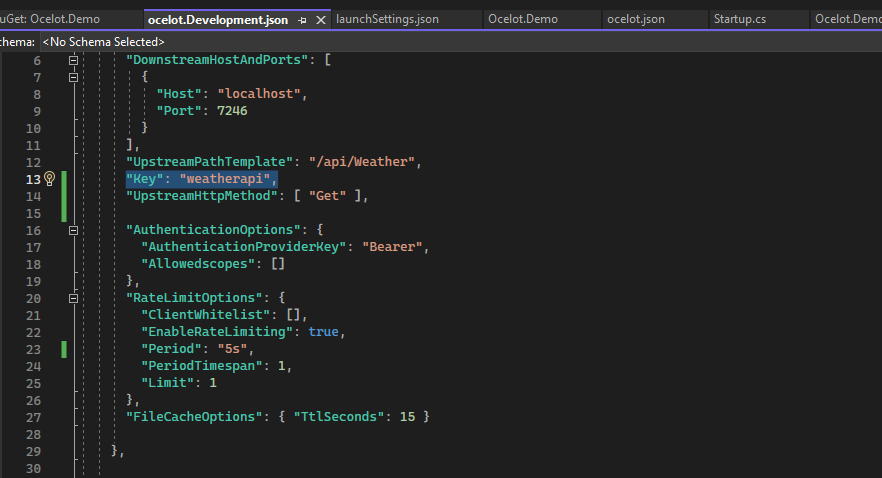 uGet: Ocelot.Demo ocelot.Development.json launchSettings.json Ocelot.Demo ocelot.json Startup.cs Ocelot.Demo
chema: <No Schema Selected>
6 "DownstreamHostAndPorts": [
7 {
8 "Host": "localhost",
9 "Port": 7246
10 }
11 ],
12 "UpstreamPathTemplate": "/api/Weather",
13 "Key": "weatherapi",
14 "UpstreamHttpMethod": [ "Get" ],
15
16 "AuthenticationOptions": {
17 "AuthenticationProviderKey": "Bearer",
18 "Allowedscopes": []
19 },
20 "RateLimitOptions": {
21 "ClientWhitelist": [],
22 "EnableRateLimiting": true,
23 "Period": "5s",
24 "PeriodTimespan": 1,
25 "Limit": 1
26 },
27 "FileCacheOptions": { "TtlSeconds": 15 }
28
29 },
30